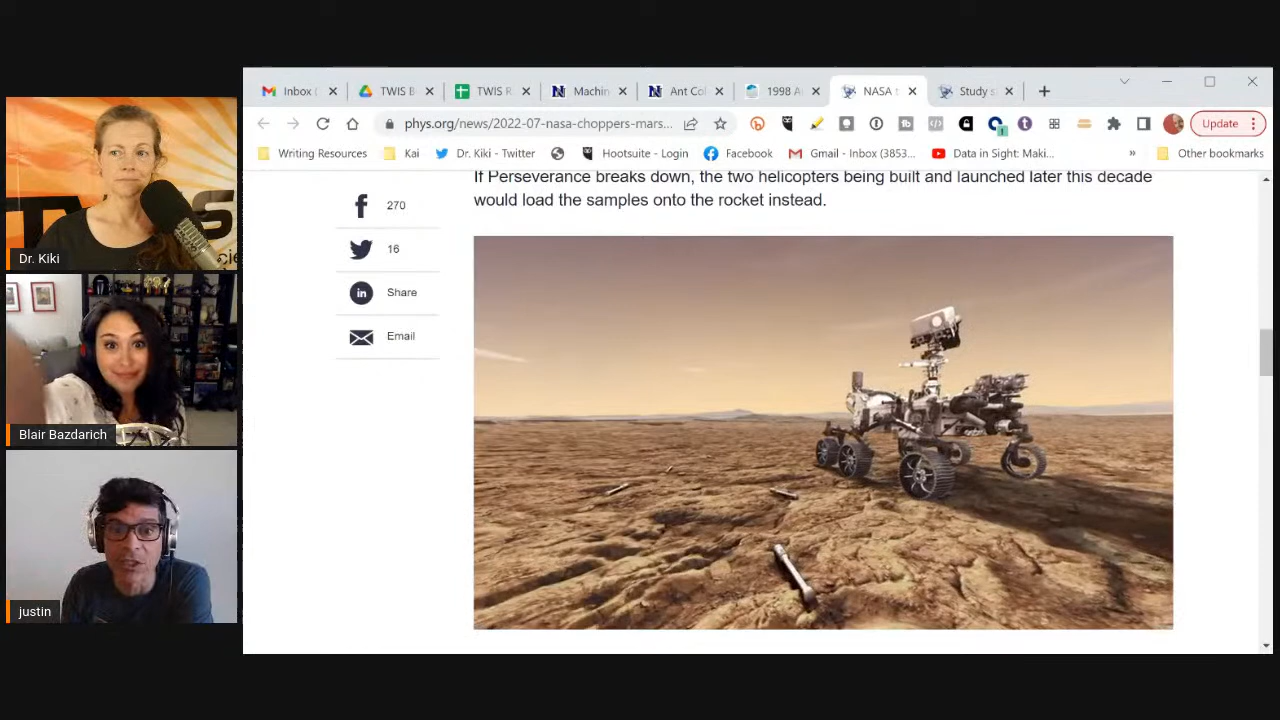 Inbox (
TWIS B
TWIS R
Machin
Ant Col
1998 A
NASA t
Study s
phys.org/news/2022-07-nasa-choppers-mars...
Update
Writing Resources
Kai
Dr. Kiki - Twitter
Hootsuite - Login
Facebook
Gmail - Inbox (3853...
Data in Sight: Maki...
»
Other bookmarks
If Perseverance breaks down, the two helicopters being built and launched later this decade
would load the samples onto the rocket instead.
270
16
Share
Email
Dr. Kiki
Blair Bazdarich
justin